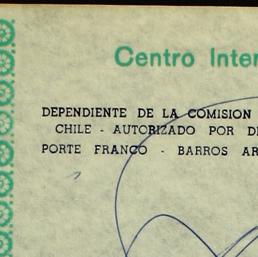 Centro Inter
DEPENDIENTE DE LA COMISION
CHILE - AUTORIZADO POR DE
PORTE FRANCO - BARROS AR